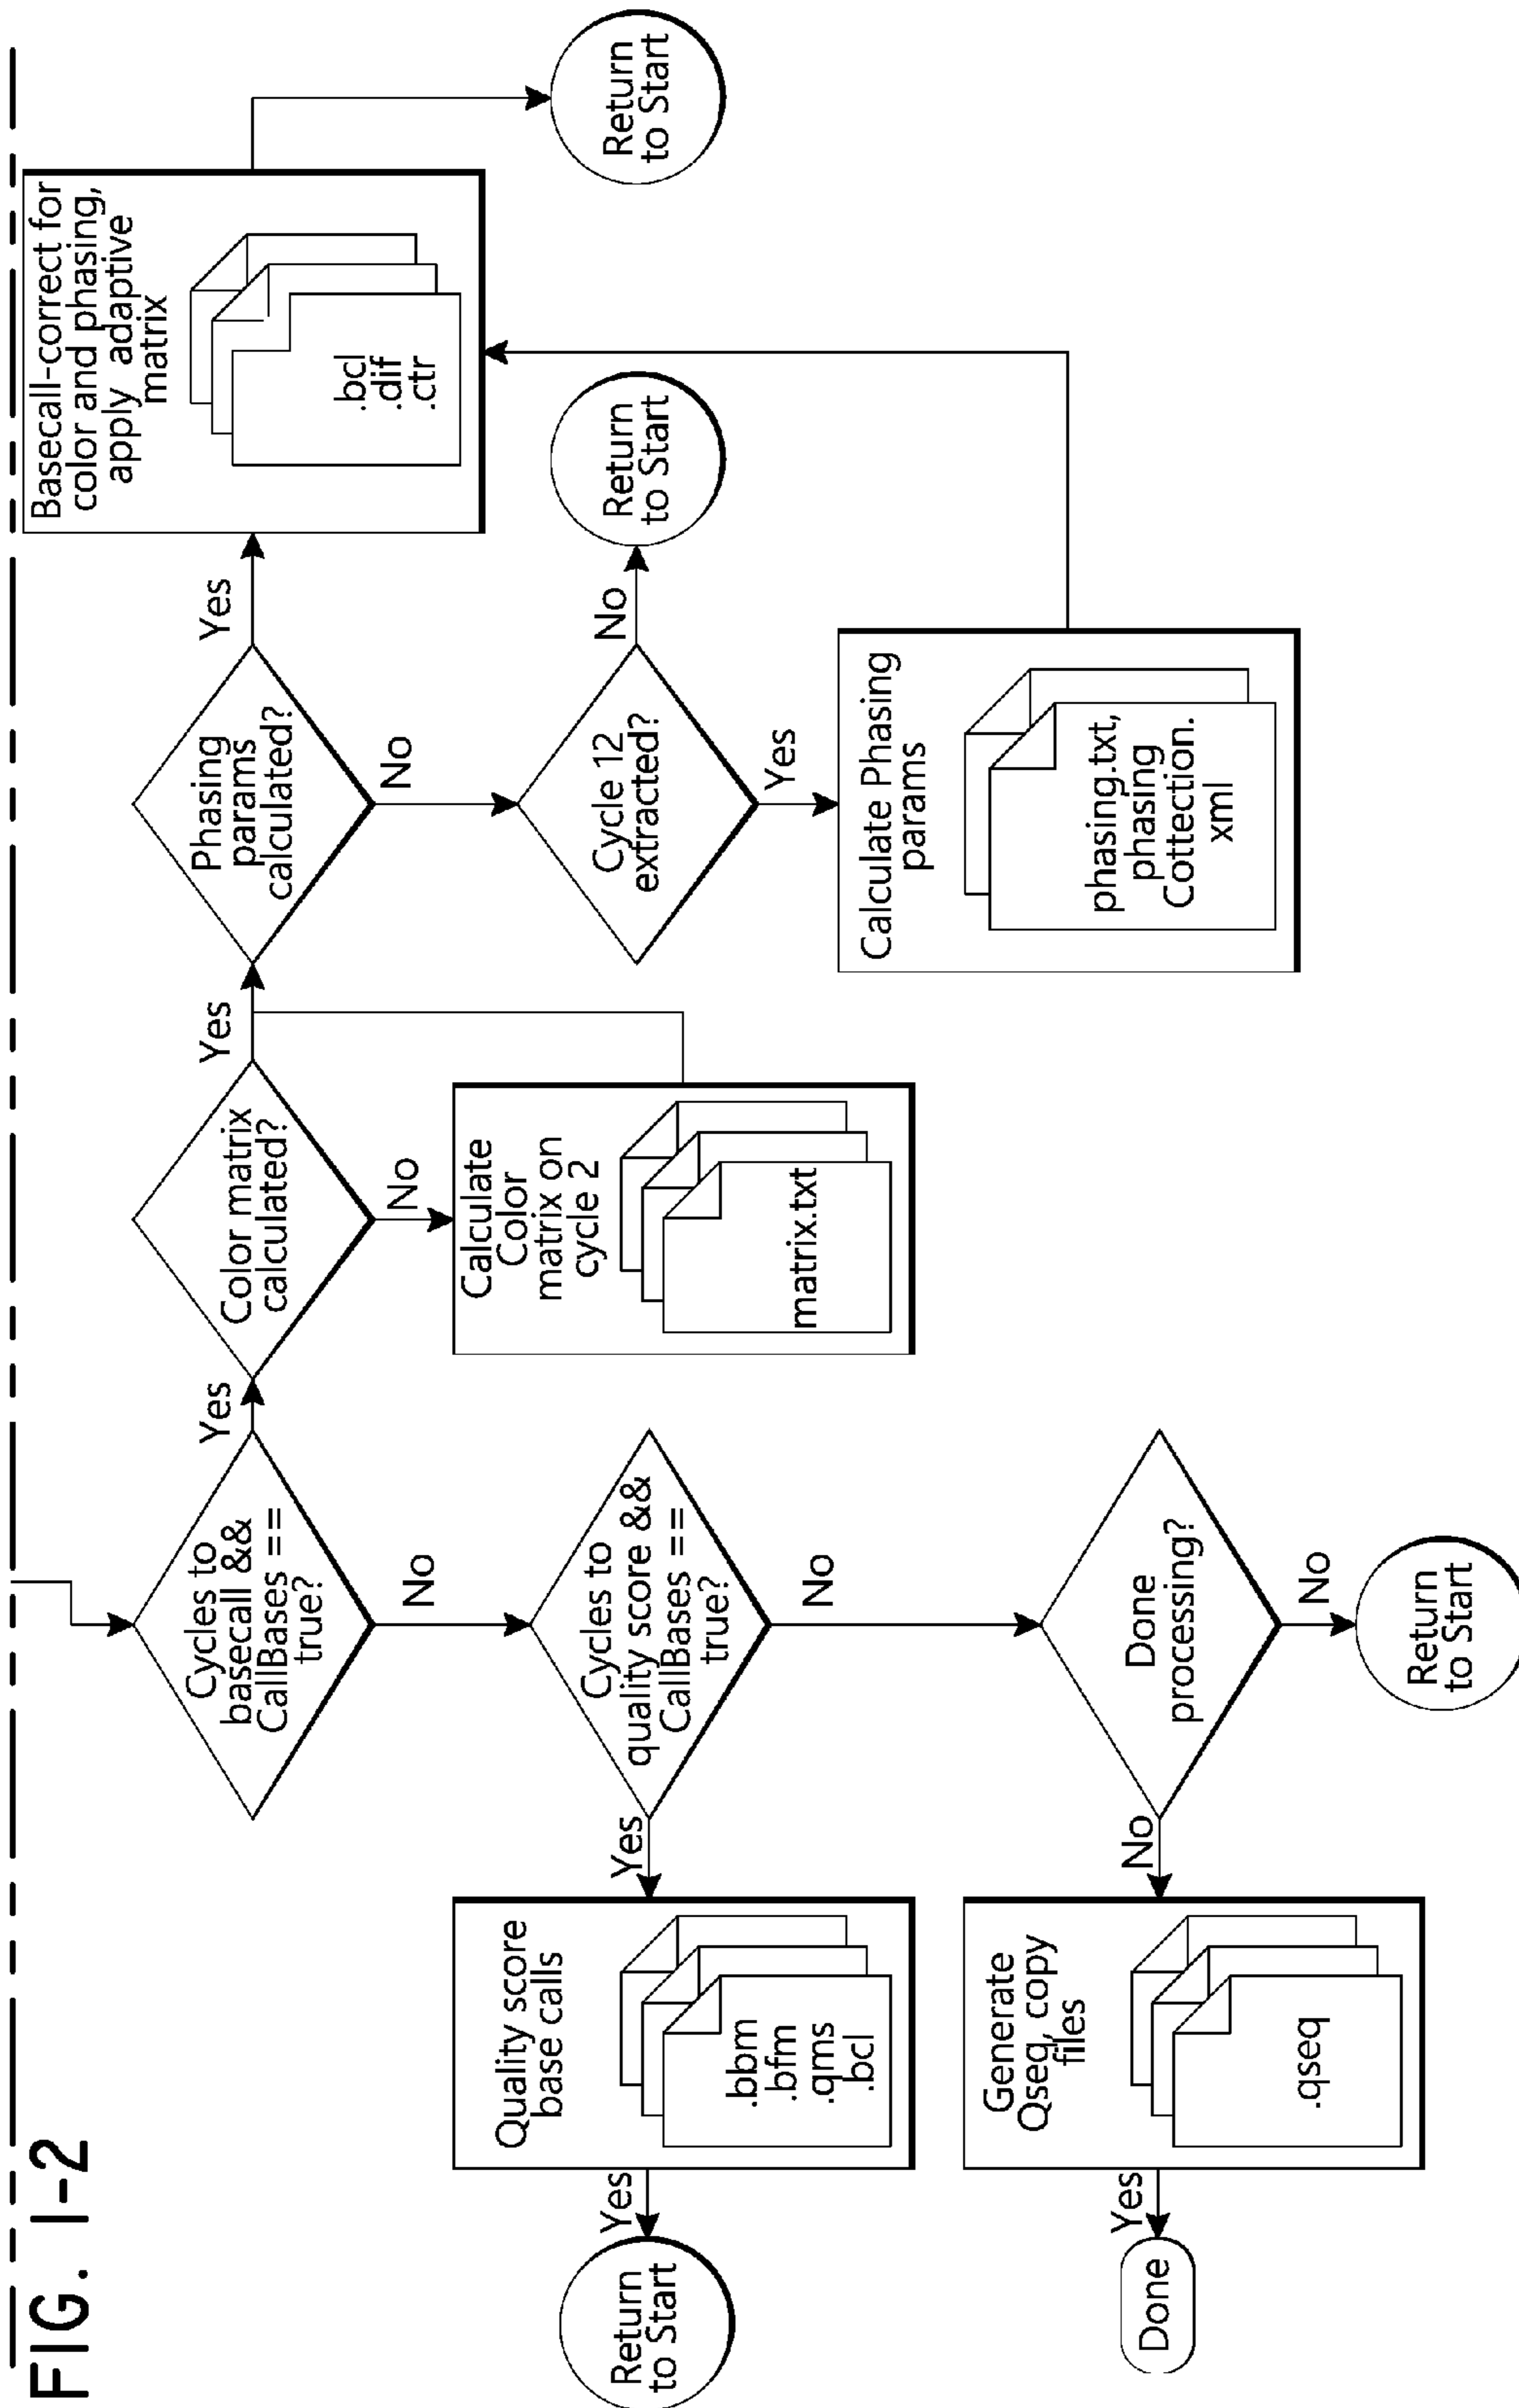 FIG. 1-2
Cycles to
basecall &&
CallBases ==
true?
Yes
No
Color matrix
calculated?
Yes
No
Phasing
params
calculated?
Yes
No
Basecall-correct for
color and phasing,
apply adaptive
matrix
.bcl
.dif
.ctr
Return
to Start
Calculate
Color
matrix on
cycle 2
matrix.txt
Cycle 12
extracted?
No
Yes
Return
to Start
Calculate Phasing
params
phasing.txt,
phasing
Cottection.
xml
Cycles to
quality score &&
CallBases ==
true?
Yes
No
Quality score
base calls
.bbm
.bfm
.qms
.bcl
Yes
Return
to Start
Done
processing?
No
No
Return
to Start
Generate
Qseq, copy
files
.qseq
Yes
Done